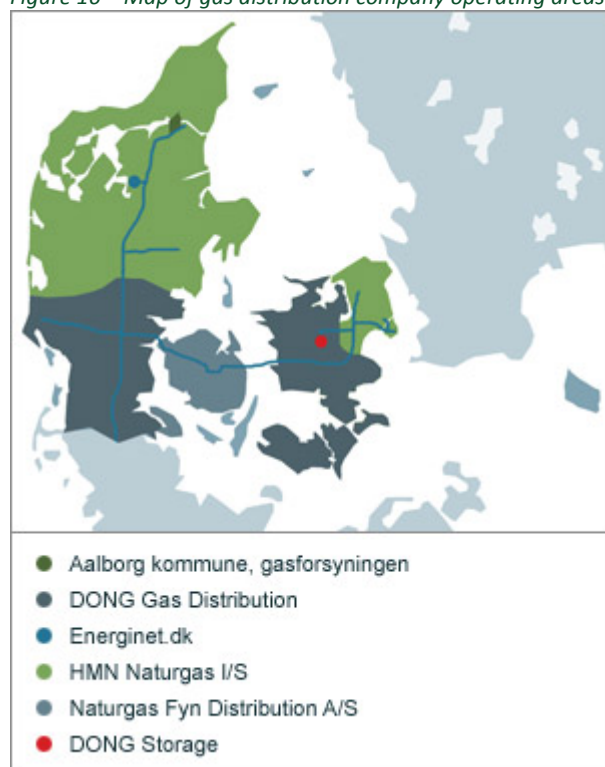 Figure 10 – Map of gas distribution company operating areas
Aalborg kommune, gasforsyningen
DONG Gas Distribution
Energinet.dk
HMN Naturgas I/S
Naturgas Fyn Distribution A/S
DONG Storage